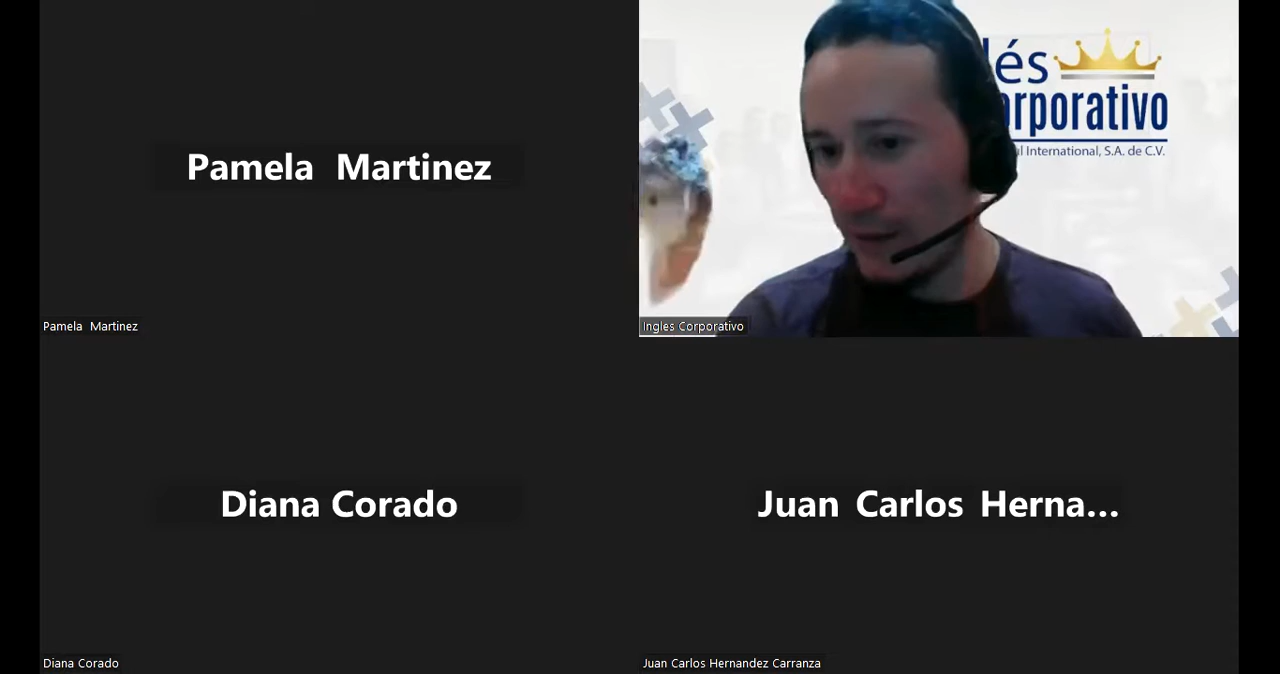 Pamela Martinez
Pamela Martinez
lés
rporativo
al International, S.A. de C.V.
Ingles Corporativo
Diana Corado
Juan Carlos Herna...
Diana Corado
Juan Carlos Hernandez Carranza